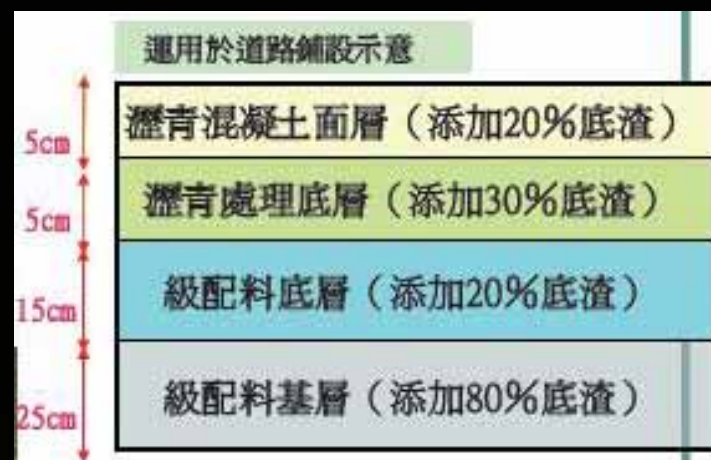 運用於道路鋪設示意
5cm 瀝青混凝土面層（添加20%底渣）
5cm 瀝青處理底層（添加30%底渣）
15cm 級配料底層（添加20%底渣）
25cm 級配料基層（添加80%底渣）